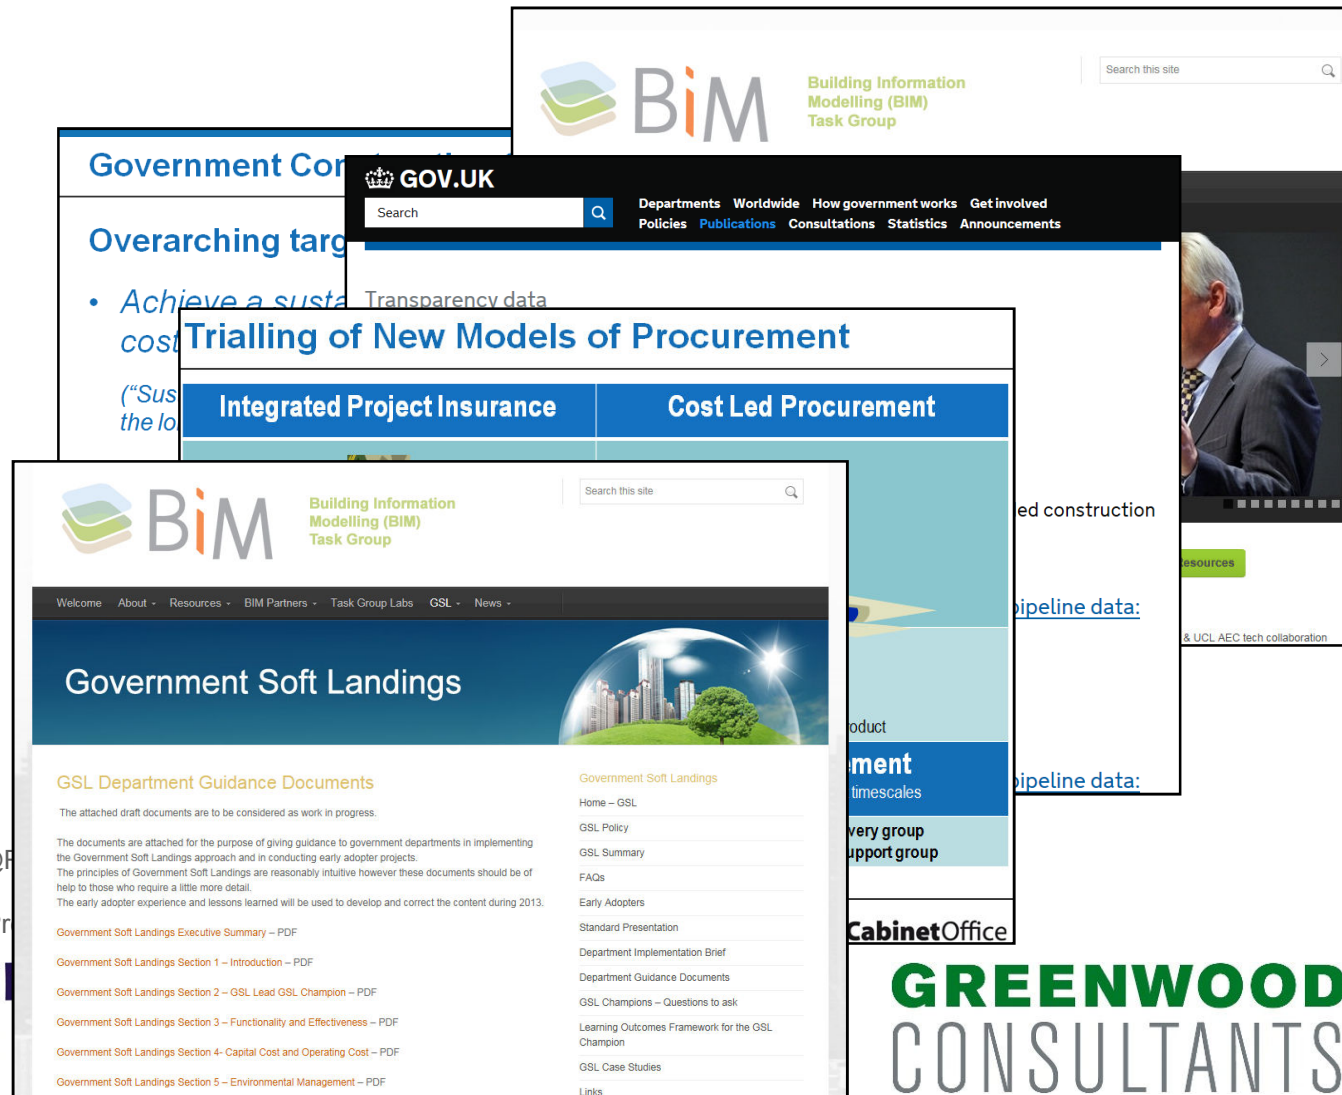 BiM
Building Information
Modelling (BIM)
Task Group
Search this site
Government
Overarching
• Achieve a
cost
("Sus
the
GOV.UK
Search
Departments Worldwide How government works Get involved
Policies Publications Consultations Statistics Announcements
Transparency data
Trialling of New Models of Procurement
Integrated Project Insurance
Cost Led Procurement
ed construction
pipeline data:
pipeline data:
Resources
& UCL AEC tech collaboration
timescales
very group
upport group
CabinetOffice
BiM
Building Information
Modelling (BIM)
Task Group
Search this site
Welcome About Resources BIM Partners Task Group Labs GSL News
Government Soft Landings
GSL Department Guidance Documents
The attached draft documents are to be considered as work in progress.
The documents are attached for the purpose of giving guidance to government departments in implementing
the Government Soft Landings approach and in conducting early adopter projects.
The principles of Government Soft Landings are reasonably intuitive however these documents should be of
help to those who require a little more detail.
The early adopter experience and lessons learned will be used to develop and correct the content during 2013.
Government Soft Landings Executive Summary – PDF
Government Soft Landings Section 1 – Introduction – PDF
Government Soft Landings Section 2 – GSL Lead GSL Champion – PDF
Government Soft Landings Section 3 – Functionality and Effectiveness – PDF
Government Soft Landings Section 4- Capital Cost and Operating Cost – PDF
Government Soft Landings Section 5 – Environmental Management – PDF
Government Soft Landings
Home – GSL
GSL Policy
GSL Summary
FAQs
Early Adopters
Standard Presentation
Department Implementation Brief
Department Guidance Documents
GSL Champions – Questions to ask
Learning Outcomes Framework for the GSL
Champion
GSL Case Studies
Links
GREENWOOD
CONSULTANTS